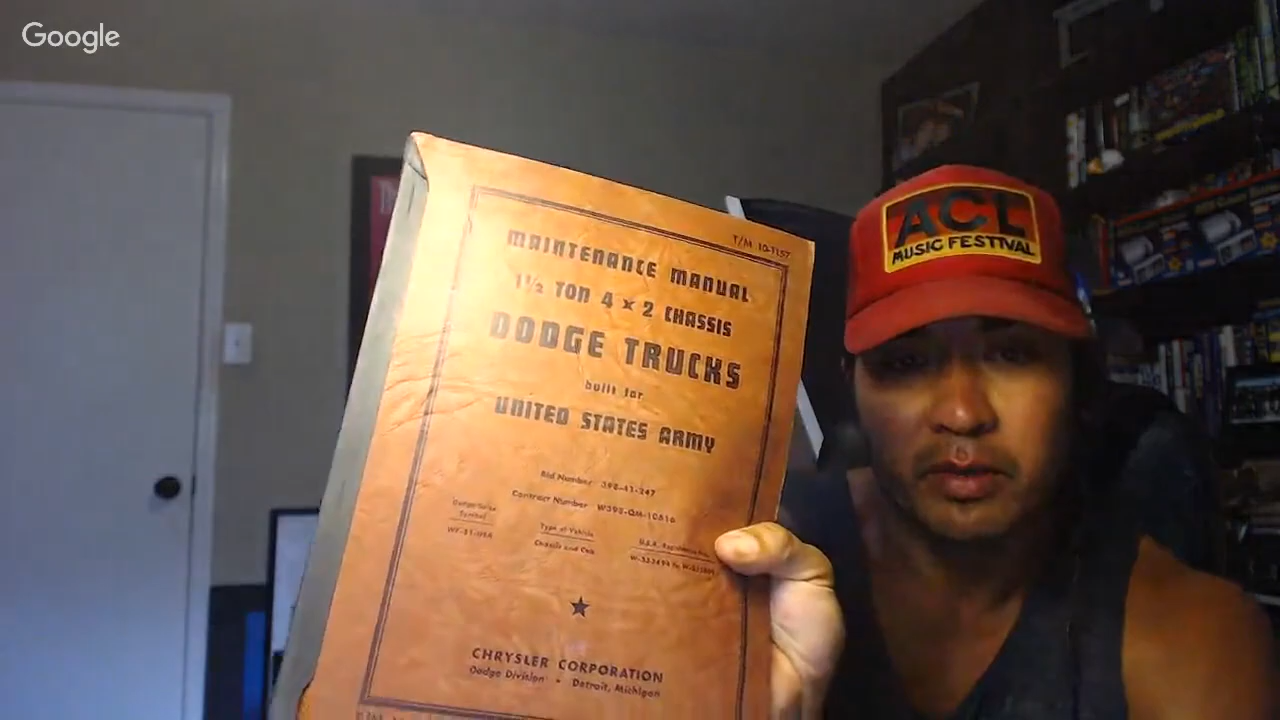 Google
T/M 10-1157
MAINTENANCE MANUAL
1½ TON 4 x 2 CHASSIS
DODGE TRUCKS
built for
UNITED STATES ARMY
Bid Number 398-41-247
Contract Number W398-QM-10616
Symbol
Type of Vehicle
Chassis and Cab
CHRYSLER CORPORATION
Dodge Division • Detroit, Michigan
ACL
MUSIC FESTIVAL